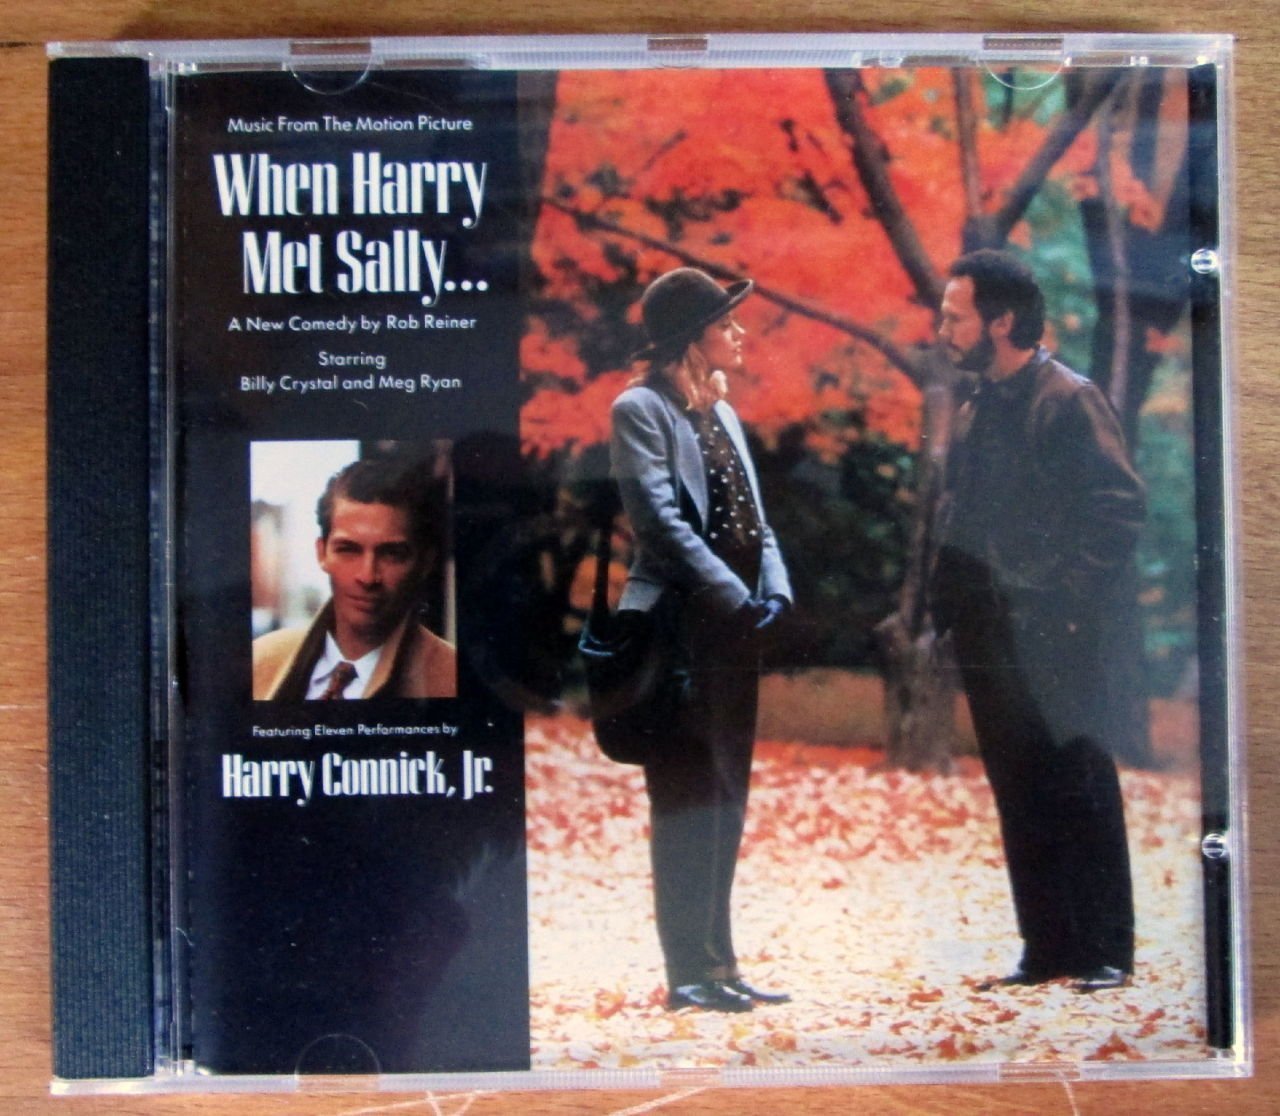 Music From The Motion Picture
When Harry
Met Sally...
A New Comedy by Rob Reiner
Starring
Billy Crystal and Meg Ryan
Featuring Eleven Performances by
Harry Connick, Jr.